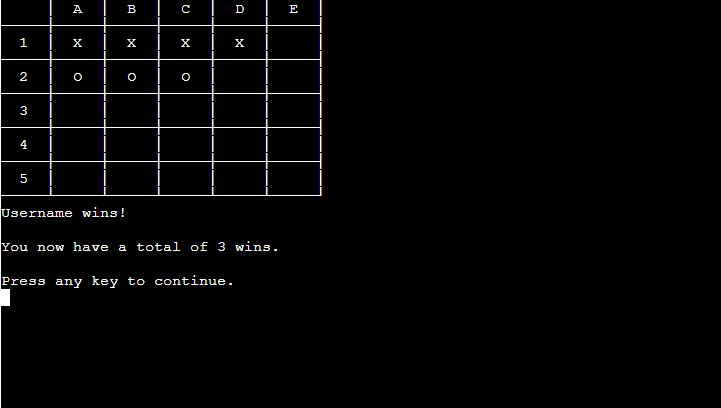 A B C D E
1 x x x x
2 o o o
3
4
5
Username wins!
You now have a total of 3 wins.
Press any key to continue.